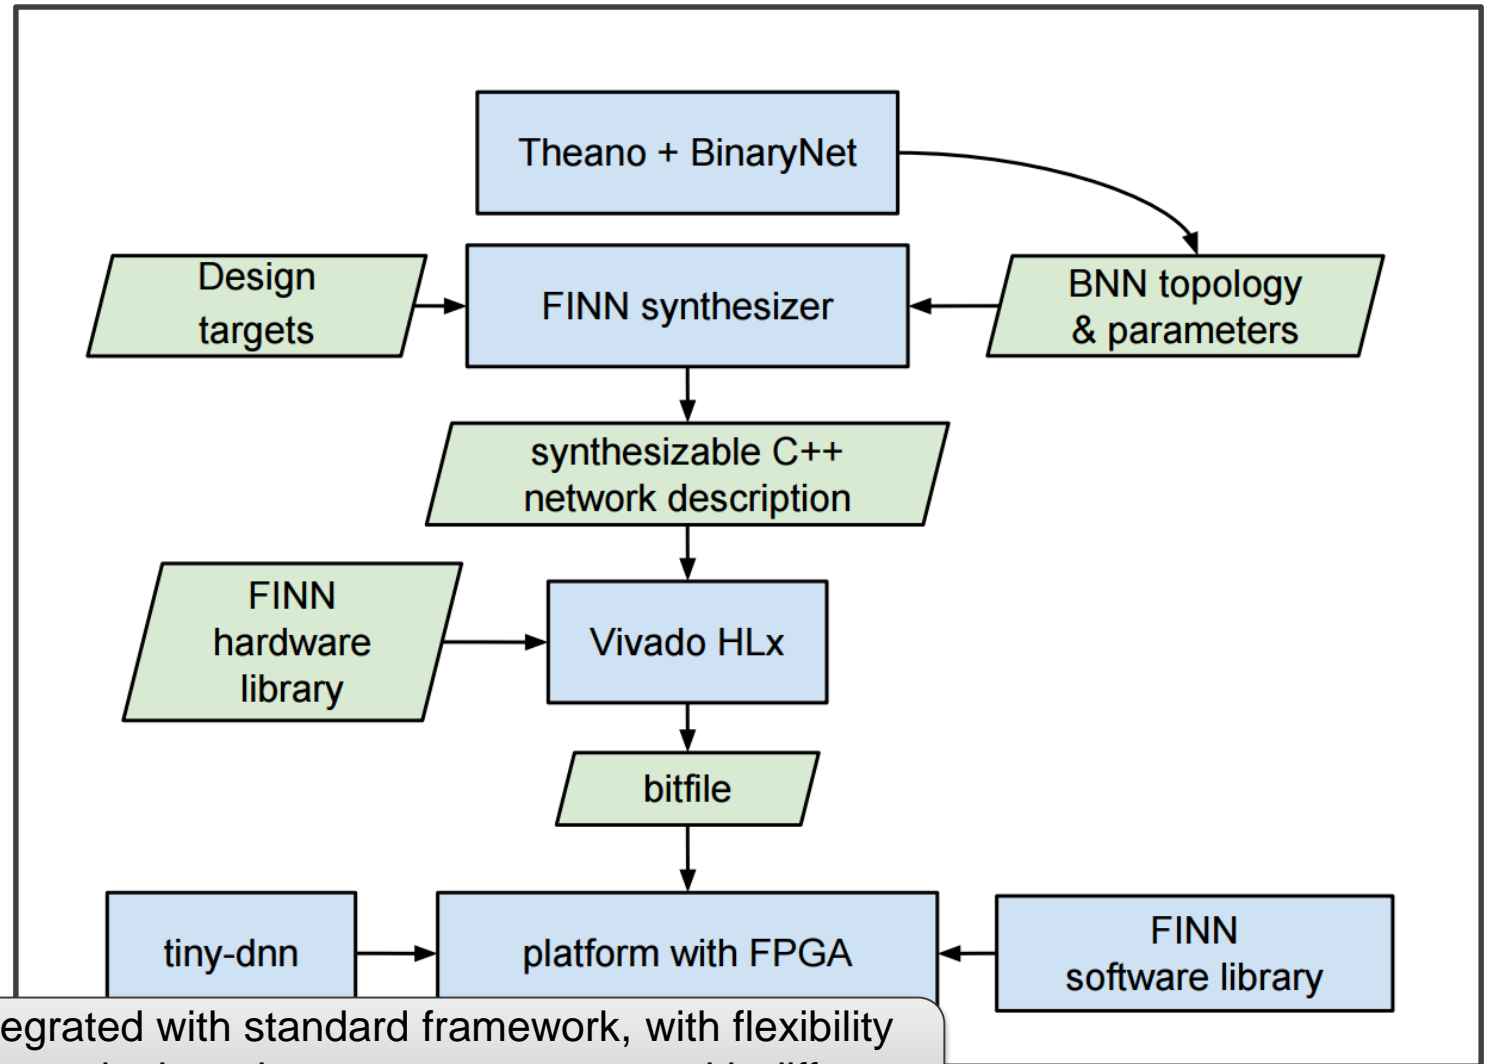 Theano + BinaryNet
Design
targets
FINN synthesizer
BNN topology
& parameters
synthesizable C++
network description
FINN
hardware
library
Vivado HLx
bitfile
tiny-dnn
platform with FPGA
FINN
software library
egrated with standard framework, with flexibility